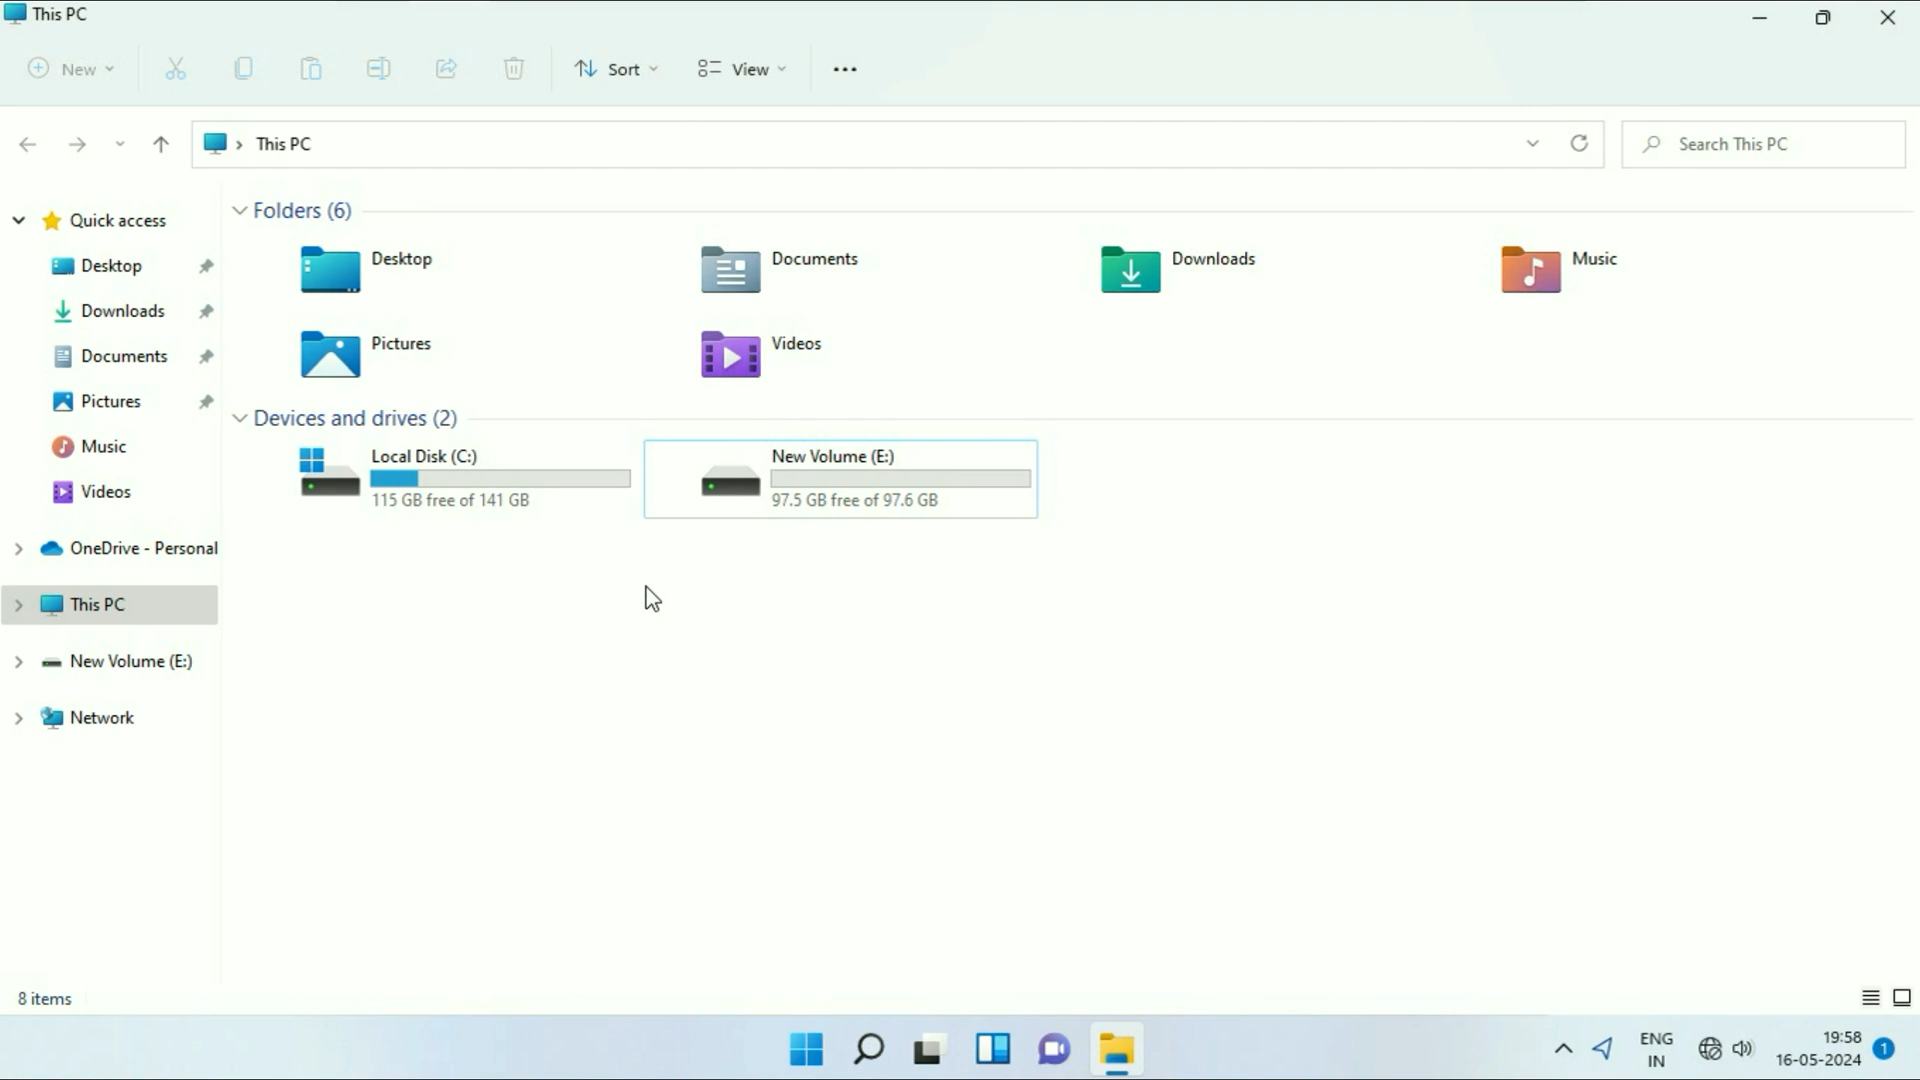 This PC
New
Sort
View
This PC
Search This PC
Quick access
Desktop
Downloads
Documents
Pictures
Music
Videos
OneDrive - Personal
This PC
New Volume (E:)
Network
Folders (6)
Desktop
Documents
Downloads
Music
Pictures
Videos
Devices and drives (2)
Local Disk (C:)
115 GB free of 141 GB
New Volume (E:)
97.5 GB free of 97.6 GB
8 items
ENG
IN
19:58
16-05-2024
1